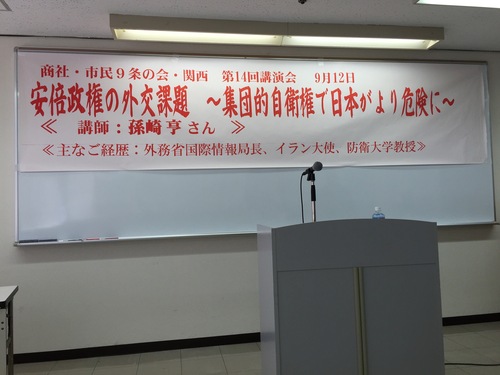 商社・市民9条の会・関西　第14回講演会　9月12日
安倍政権の外交課題　～集団的自衛権で日本がより危険に～
≪　講師：孫崎 亨 さん　≫
≪主なご経歴：外務省国際情報局長、イラン大使、防衛大学教授≫